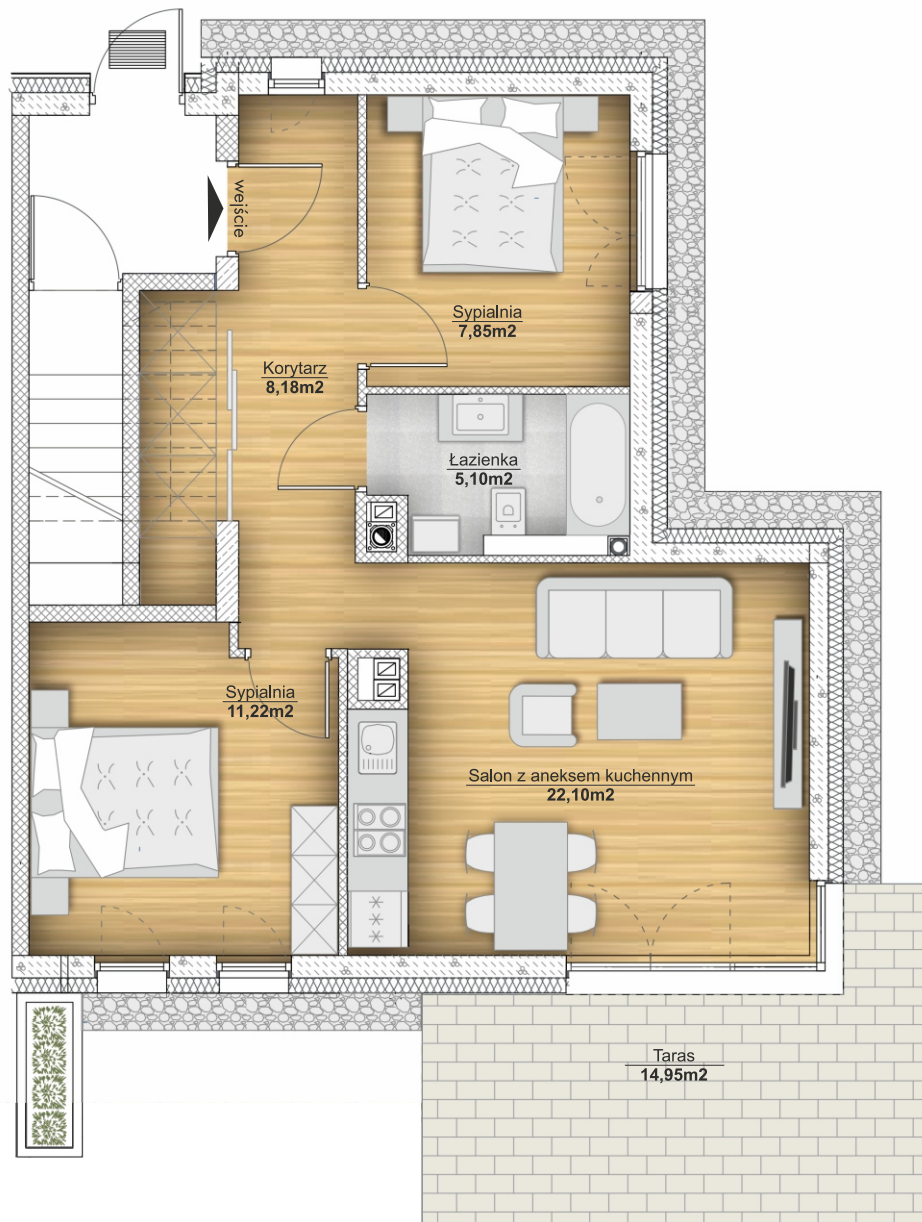 wejście
Sypialnia
7,85m2
Korytarz
8,18m2
Łazienka
5,10m2
Sypialnia
11,22m2
Salon z aneksem kuchennym
22,10m2
Taras
14,95m2